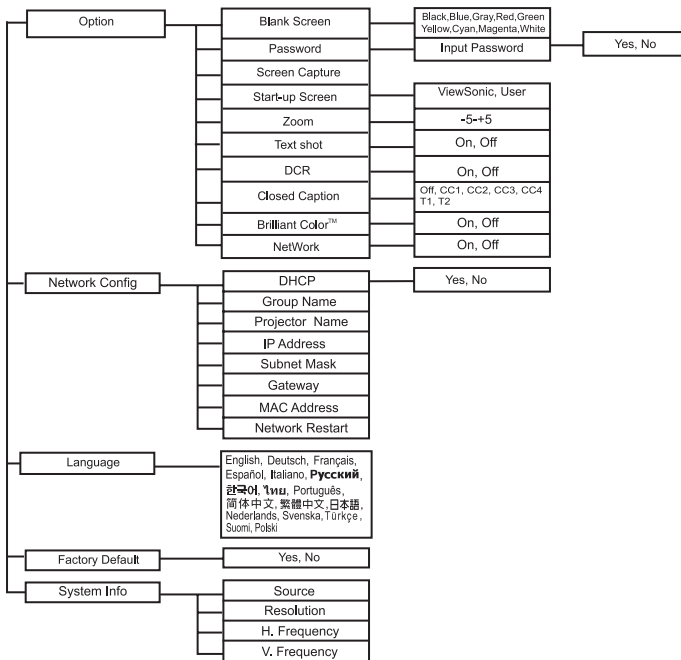 Option
Blank Screen
Black,Blue,Gray,Red,Green
Yellow,Cyan,Magenta,White
Password
Input Password
Yes, No
Screen Capture
Start-up Screen
ViewSonic, User
Zoom
-5-+5
Text shot
On, Off
DCR
On, Off
Closed Caption
Off, CC1, CC2, CC3, CC4
T1, T2
Brilliant Color™
On, Off
NetWork
On, Off
Network Config
DHCP
Yes, No
Group Name
Projector Name
IP Address
Subnet Mask
Gateway
MAC Address
Network Restart
Language
English, Deutsch, Français,
Español, Italiano, Русский,
한국어, ไทย, Português,
简体中文, 繁體中文, 日本語,
Nederlands, Svenska, Türkçe,
Suomi, Polski
Factory Default
Yes, No
System Info
Source
Resolution
H. Frequency
V. Frequency